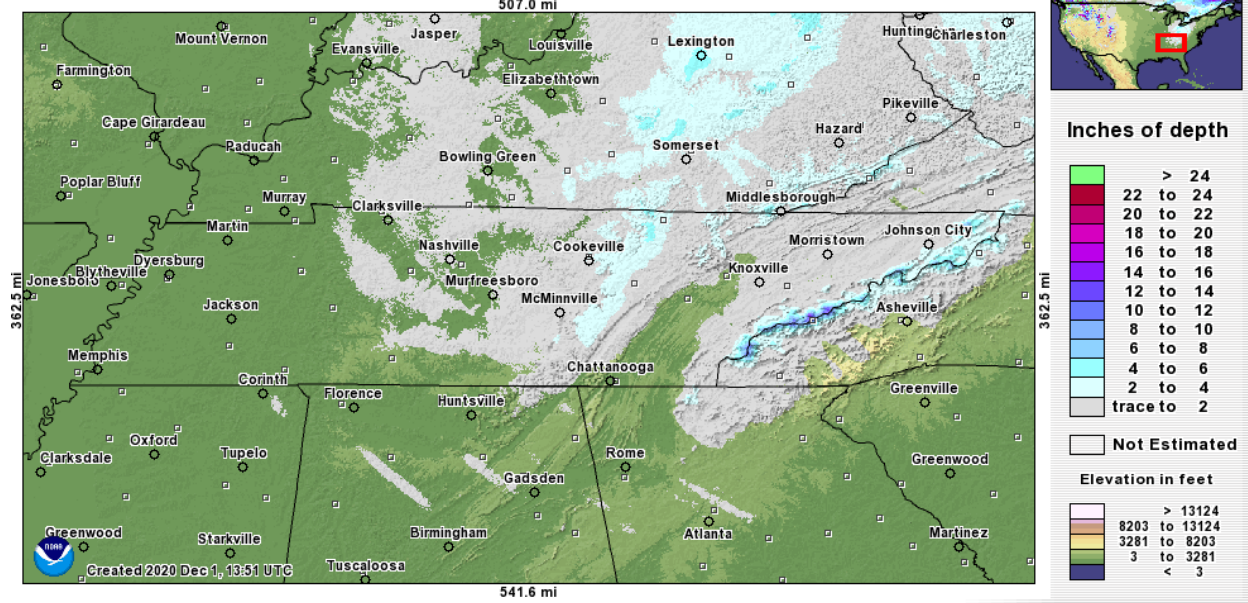 507.0 mi
Mount Vernon
Jasper
Evansville
Louisville
Lexington
Charleston
Farmington
Elizabethtown
Pikeville
Cape Girardeau
Hazard
Paducah
Bowling Green
Somerset
Poplar Bluff
Murray
Clarksville
Middlesborough
Martin
Nashville
Cookeville
Morristown
Johnson City
Dyersburg
Blytheville
Jonesboro
Murfreesboro
Knoxville
McMinnville
Jackson
Asheville
362.5 mi
362.5 mi
Memphis
Chattanooga
Corinth
Florence
Huntsville
Greenville
Oxford
Clarksdale
Tupelo
Rome
Greenwood
Gadsden
Greenwood
Starkville
Birmingham
Atlanta
Martinez
Tuscaloosa
NOAA
Created 2020 Dec 1, 13:51 UTC
541.6 mi
Inches of depth
> 24
22 to 24
20 to 22
18 to 20
16 to 18
14 to 16
12 to 14
10 to 12
8 to 10
6 to 8
4 to 6
2 to 4
trace to 2
Not Estimated
Elevation in feet
> 13124
8203 to 13124
3281 to 8203
3 to 3281
< 3